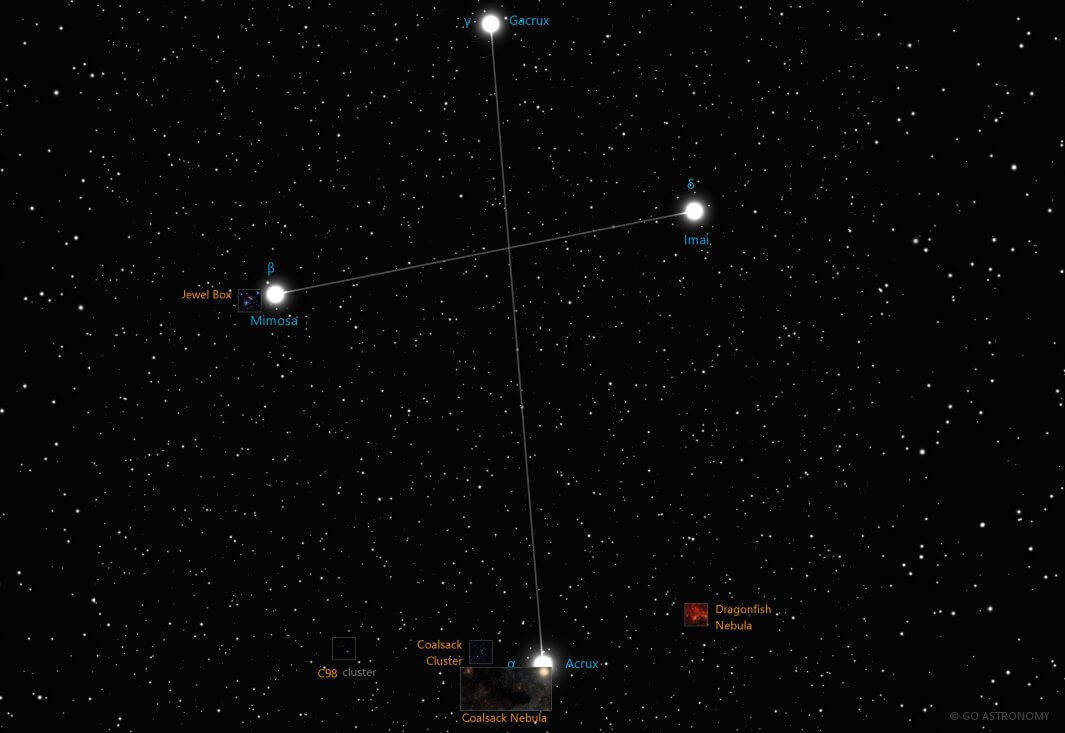 γ
Gacrux
δ
Imai
β
Jewel Box
Mimosa
Dragonfish
Nebula
Coalsack
Cluster
C98 cluster
α
Acrux
Coalsack Nebula
© GO ASTRONOMY